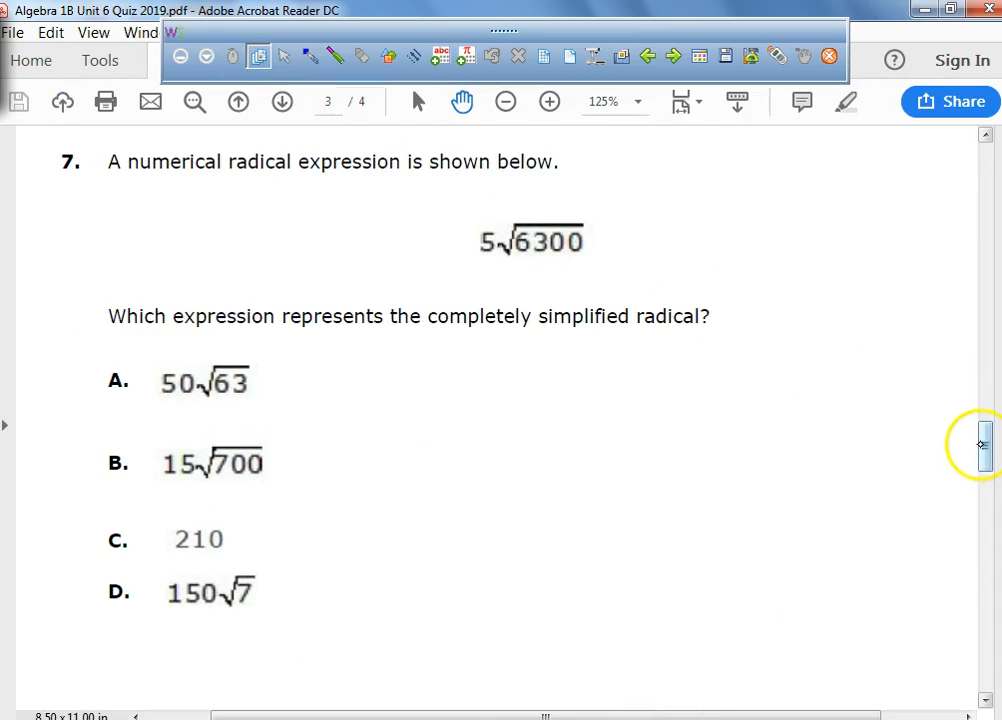 Algebra 1B Unit 6 Quiz 2019.pdf - Adobe Acrobat Reader DC
File Edit View Wind
Home Tools
abc
π
? Sign In
3 / 4
125%
Share
7. A numerical radical expression is shown below.
5√6300
Which expression represents the completely simplified radical?
A. 50√63
B. 15√700
C. 210
D. 150√7
8.50 x 11.00 in